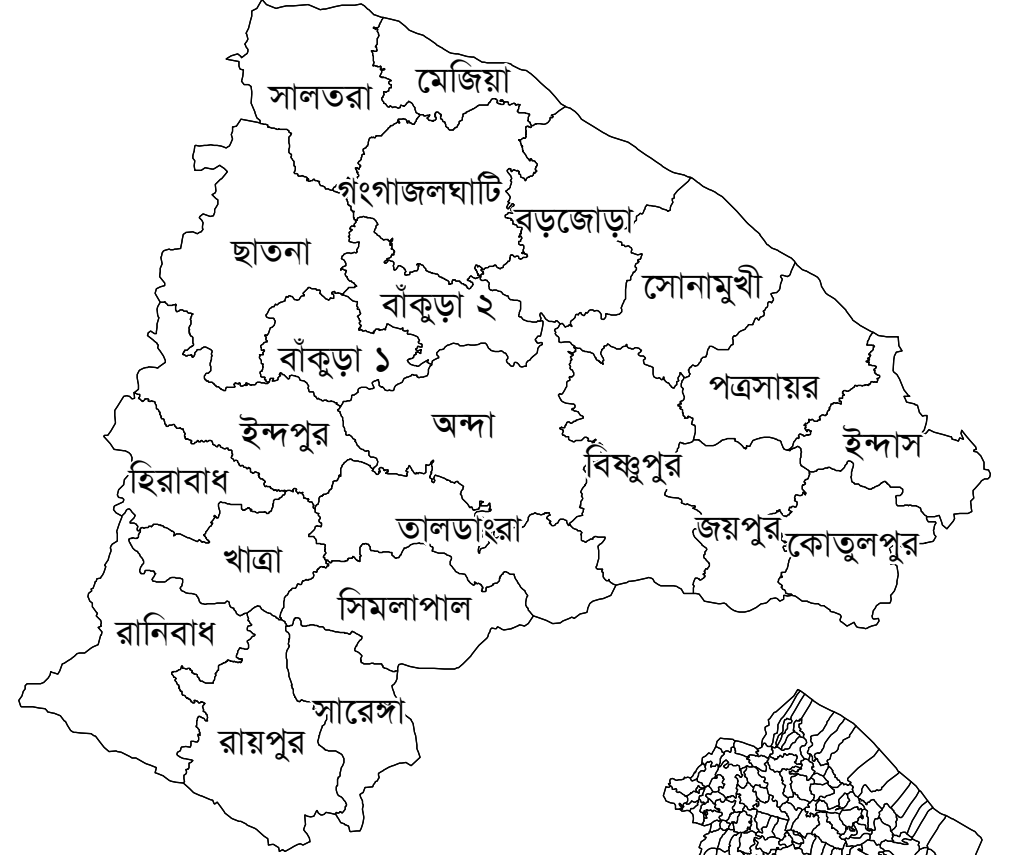 মেজিয়া
সালতরা
গংগাজলঘাটি
বড়জোড়া
ছাতনা
সোনামুখী
বাঁকুড়া ২
বাঁকুড়া ১
পত্রসায়র
অন্দা
ইন্দপুর
ইন্দাস
বিষ্ণুপুর
হিরাবাধ
তালডাংরা
জয়পুর
কোতুলপুর
খাত্রা
সিমলাপাল
রানিবাধ
সারেঙ্গা
রায়পুর